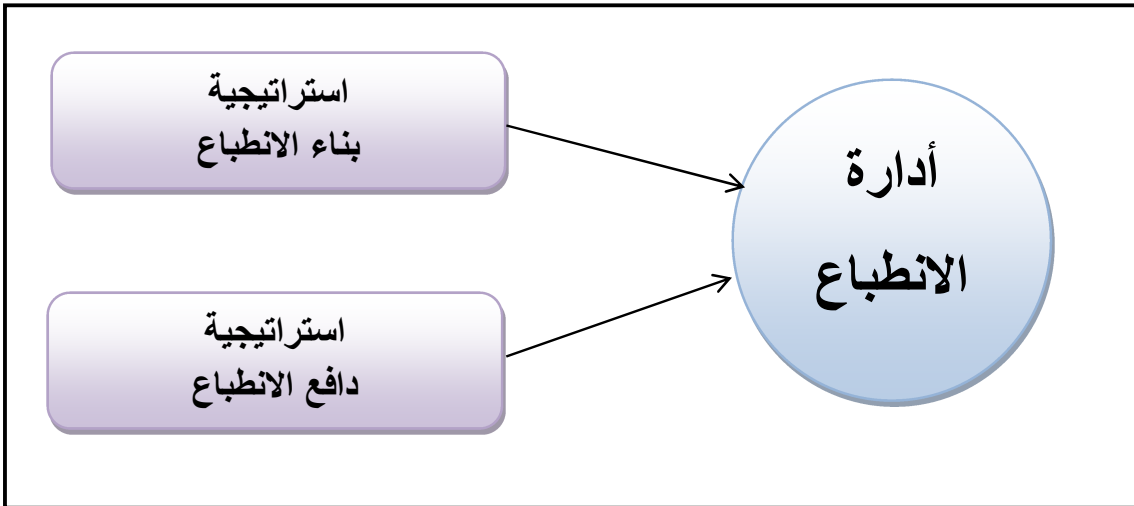 استراتيجية
بناء الانطباع
أدارة
الانطباع
استراتيجية
دافع الانطباع